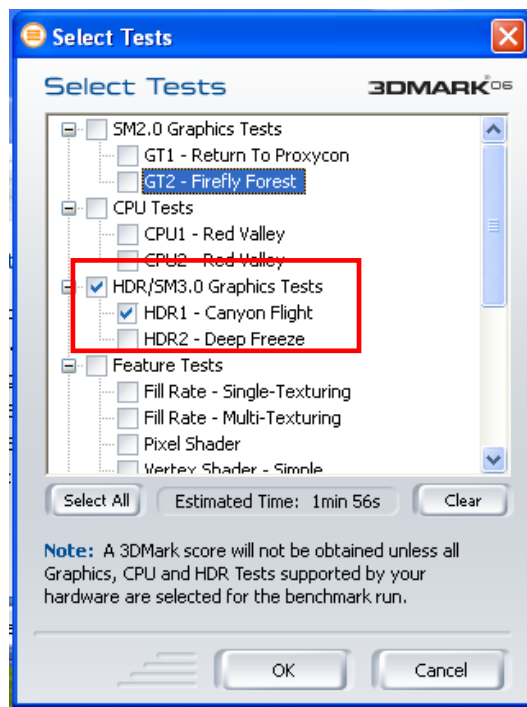 Select Tests
Select Tests 3DMARK®06
SM2.0 Graphics Tests
GT1 - Return To Proxycon
GT2 - Firefly Forest
CPU Tests
CPU1 - Red Valley
CPU2 - Red Valley
HDR/SM3.0 Graphics Tests
HDR1 - Canyon Flight
HDR2 - Deep Freeze
Feature Tests
Fill Rate - Single-Texturing
Fill Rate - Multi-Texturing
Pixel Shader
Vertex Shader - Simple
Select All Estimated Time: 1min 56s Clear
Note: A 3DMark score will not be obtained unless all
Graphics, CPU and HDR Tests supported by your
hardware are selected for the benchmark run.
OK Cancel